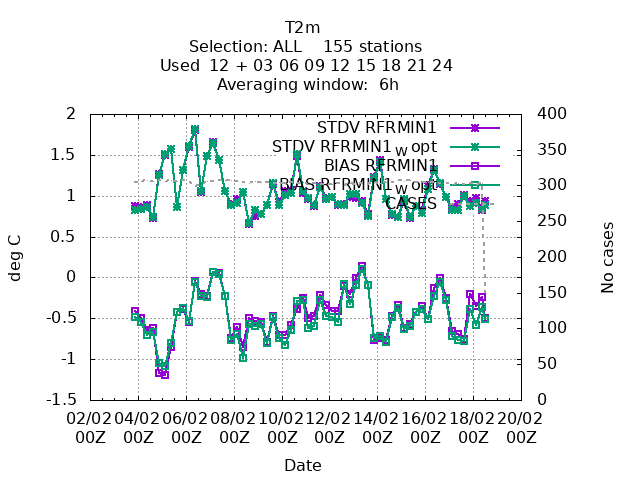 T2m
Selection: ALL    155 stations
Used  12 + 03 06 09 12 15 18 21 24
Averaging window:  6h
STDV RFRMIN1
STDV RFRMIN1_W opt
BIAS RFRMIN1
BIAS RFRMIN1_W opt
CASES
2
1.5
1
0.5
0
-0.5
-1
-1.5
deg C
400
350
300
250
200
150
100
50
0
No cases
02/02 04/02 06/02 08/02 10/02 12/02 14/02 16/02 18/02 20/02
00Z 00Z 00Z 00Z 00Z 00Z 00Z 00Z 00Z 00Z
Date